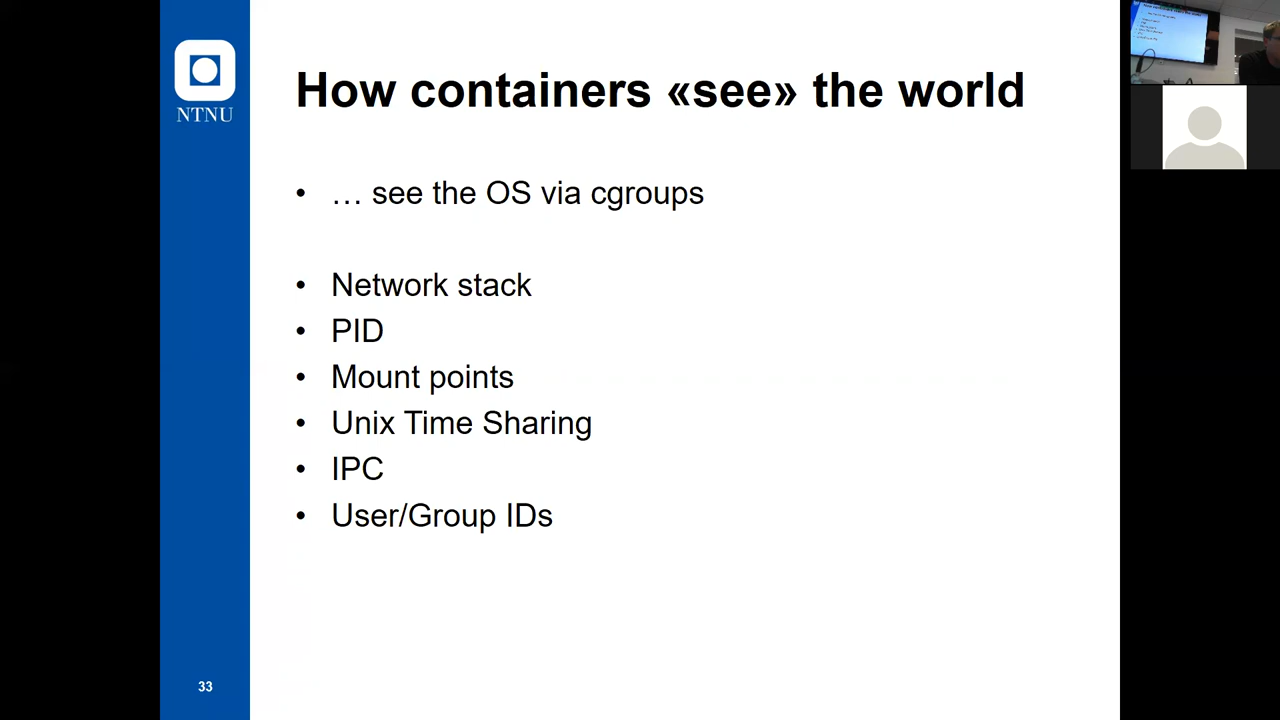 NTNU
How containers «see» the world
• … see the OS via cgroups
• Network stack
• PID
• Mount points
• Unix Time Sharing
• IPC
• User/Group IDs
33